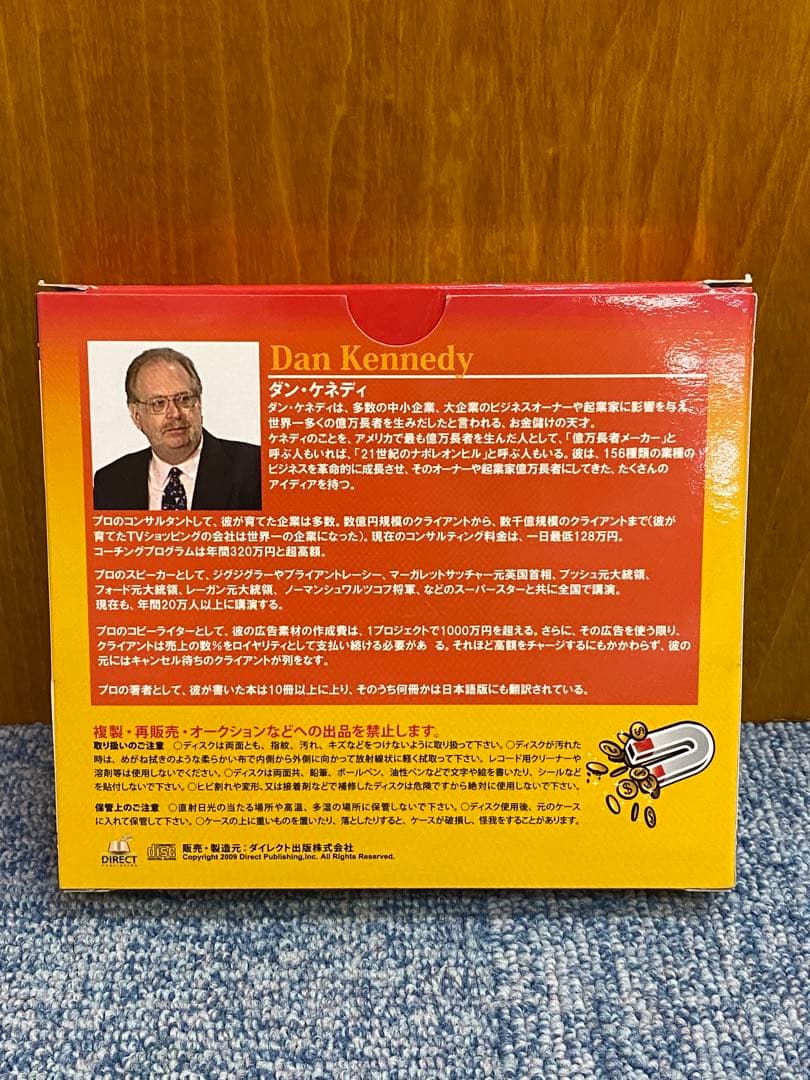 Dan Kennedy
ダン・ケネディ
ダン・ケネディは、多数の中小企業、大企業のビジネスオーナーや起業家に影響を与え、
世界一多くの億万長者を生みだしたと言われる、お金儲けの天才。
ケネディのことを、アメリカで最も億万長者を生んだ人として、「億万長者メーカー」と
呼ぶ人もいれば、「21世紀のナポレオンヒル」と呼ぶ人もいる。彼は、156種類の業種の
ビジネスを革命的に成長させ、そのオーナーや起業家億万長者にしてきた、たくさんの
アイディアを持つ。
プロのコンサルタントして、彼が育てた企業は多数。数億円規模のクライアントから、数千億規模のクライアントまで(彼が
育てたTVショッピングの会社は世界一の企業になった)。現在のコンサルティング料金は、一日最低128万円。
コーチングプログラムは年間320万円と超高額。
プロのスピーカーとして、ジグジグラーやブライアントレーシー、マーガレットサッチャー元英国首相、ブッシュ元大統領、
フォード元大統領、レーガン元大統領、ノーマンシュワルツコフ将軍、などのスーパースターと共に全国で講演。
現在も、年間20万人以上に講演する。
プロのコピーライターとして、彼の広告素材の作成費は、1プロジェクトで1000万円を超える。さらに、その広告を使う限り、
クライアントは売上の数%をロイヤリティとして支払い続ける必要があ る。それほど高額をチャージするにもかかわらず、彼の
元にはキャンセル待ちのクライアントが列をなす。
プロの著者として、彼が書いた本は10冊以上に上り、そのうち何冊かは日本語版にも翻訳されている。
複製・再販売・オークションなどへの出品を禁止します。
取り扱いのご注意 ○ディスクは両面とも、指紋、汚れ、キズなどをつけないように取り扱って下さい。○ディスクが汚れた
時は、めがね拭きのような柔らかい布で内側から外側に向かって放射線状に軽く拭取って下さい。レコード用クリーナーや
溶剤等は使用しないでください。○ディスクは両面共、鉛筆、ボールペン、油性ペンなどで文字や絵を書いたり、シールなど
を貼付しないで下さい。○ヒビ割れや変形、又は接着剤などで補修したディスクは危険ですから絶対に使用しないで下さい。
保管上のご注意 ○直射日光の当たる場所や高温、多湿の場所に保管しないで下さい。○ディスク使用後、元のケース
に入れて保管して下さい。○ケースの上に重いものを置いたり、落としたりすると、ケースが破損し、怪我をすることがあります。
DIRECT
PUBLISHING
disc
DIGITAL AUDIO
販売・製造元：ダイレクト出版株式会社
Copyright 2009 Direct Publishing,Inc. All Rights Reserved.